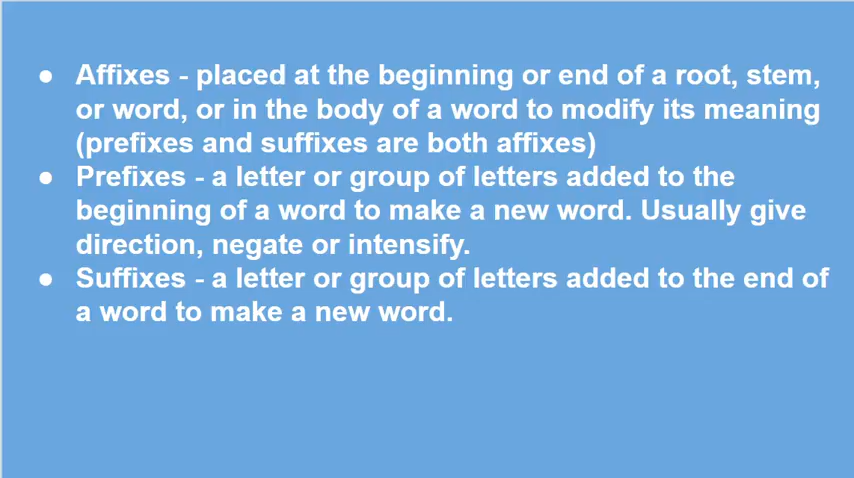 ● Affixes - placed at the beginning or end of a root, stem,
or word, or in the body of a word to modify its meaning
(prefixes and suffixes are both affixes)
● Prefixes - a letter or group of letters added to the
beginning of a word to make a new word. Usually give
direction, negate or intensify.
● Suffixes - a letter or group of letters added to the end of
a word to make a new word.